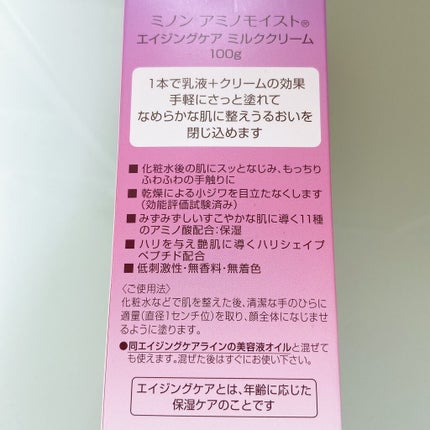 ミノン アミノモイスト®
エイジングケア ミルククリーム
100g
1本で乳液+クリームの効果
手軽にさっと塗れて
なめらかな肌に整えうるおいを
閉じ込めます
■ 化粧水後の肌にスッとなじみ、もっちり
ふわふわの手触りに
■ 乾燥による小ジワを目立たなくします
(効能評価試験済み)
■ みずみずしいすこやかな肌に導く11種
のアミノ酸配合:保湿
■ ハリを与え艶肌に導くハリシェイプ
ペプチド配合
■ 低刺激性・無香料・無着色
〈ご使用法〉
化粧水などで肌を整えた後、清潔な手のひらに
適量(直径1センチ位)を取り、顔全体になじませ
るように塗ります。
●同エイジングケアラインの美容液オイルと混ぜて
も使えます。混ぜた後はすぐにお使い下さい。
エイジングケアとは、年齢に応じた
保湿ケアのことです